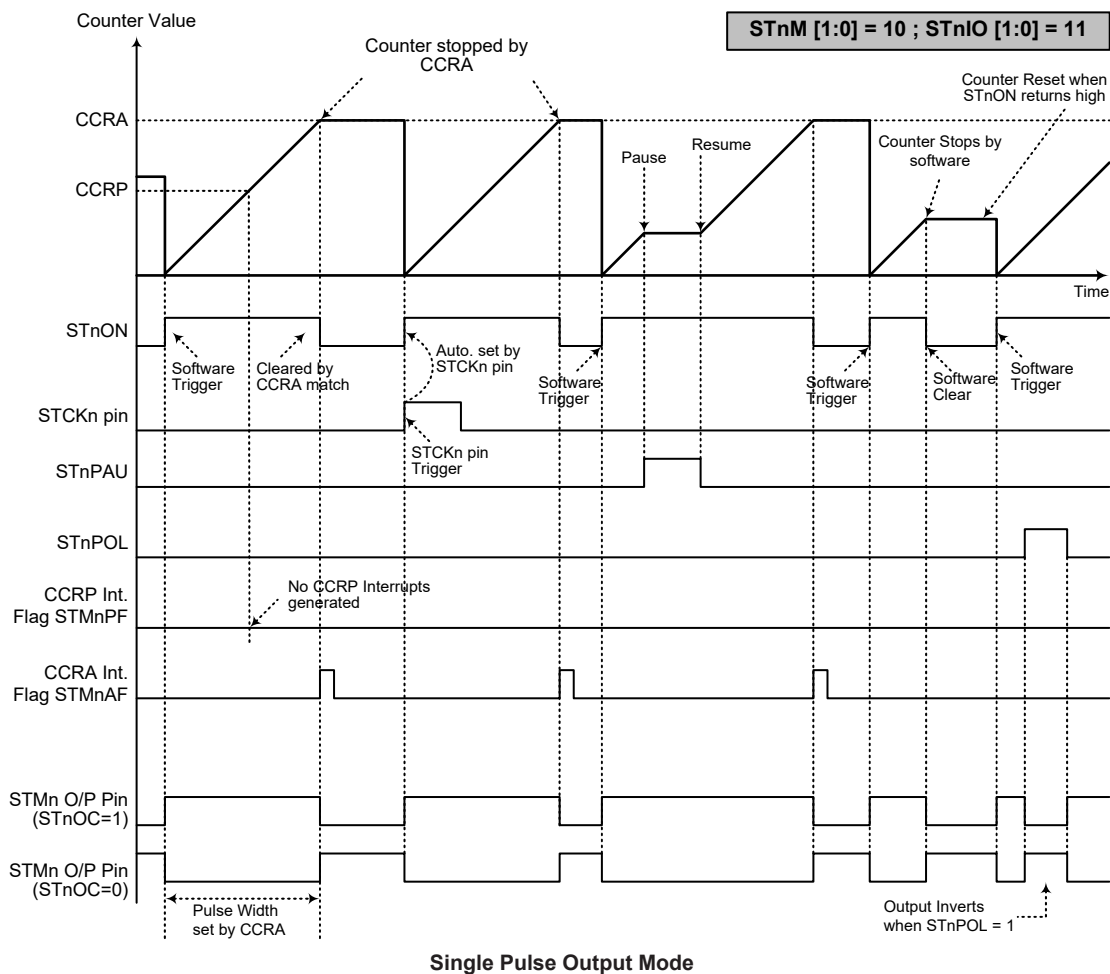 Counter Value
STnM [1:0] = 10 ; STnIO [1:0] = 11
Counter stopped by
CCRA
Counter Reset when
STnON returns high
CCRA
Pause
Resume
Counter Stops by
software
CCRP
Time
STnON
Software
Trigger
Cleared by
CCRA match
Auto. set by
STCKn pin
Software
Trigger
Software
Trigger
Software
Clear
Software
Trigger
STCKn pin
STCKn pin
Trigger
STnPAU
STnPOL
CCRP Int.
Flag STMnPF
No CCRP Interrupts
generated
CCRA Int.
Flag STMnAF
STMn O/P Pin
(STnOC=1)
STMn O/P Pin
(STnOC=0)
Pulse Width
set by CCRA
Output Inverts
when STnPOL = 1
Single Pulse Output Mode